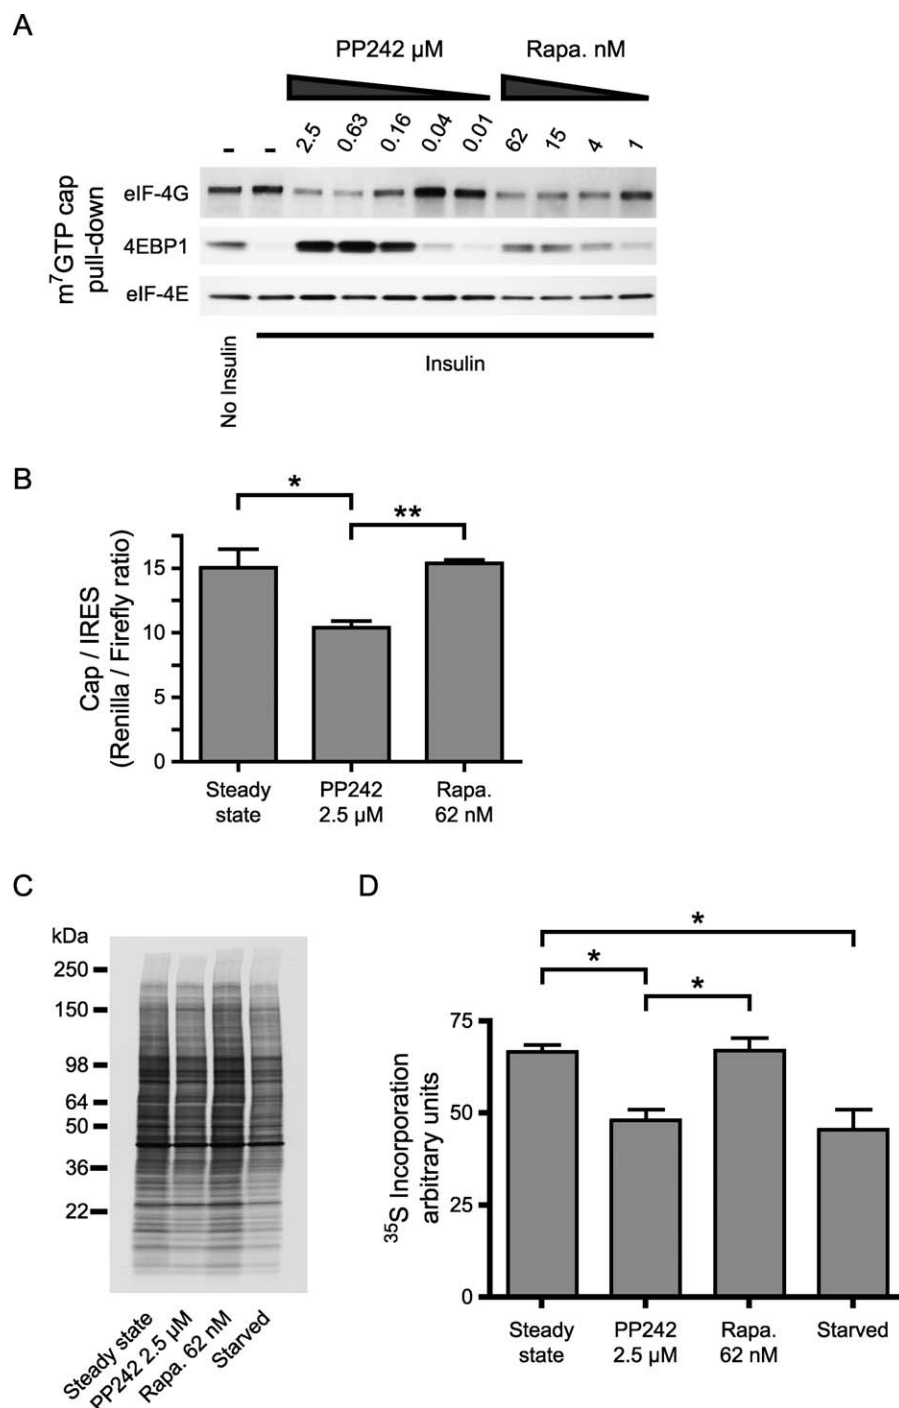 A
PP242 µM
Rapa. nM
- - 2.5 0.63 0.16 0.04 0.01 62 15 4 1
m⁷GTP cap
pull-down
eIF-4G
4EBP1
eIF-4E
No Insulin
Insulin
B
*
**
Cap / IRES
(Renilla / Firefly ratio)
15
10
5
0
Steady
state
PP242
2.5 µM
Rapa.
62 nM
C
kDa
250
150
98
64
50
36
22
Steady state
PP242 2.5 µM
Rapa. 62 nM
Starved
D
*
*
*
³⁵S Incorporation
arbitrary units
75
50
25
0
Steady
state
PP242
2.5 µM
Rapa.
62 nM
Starved